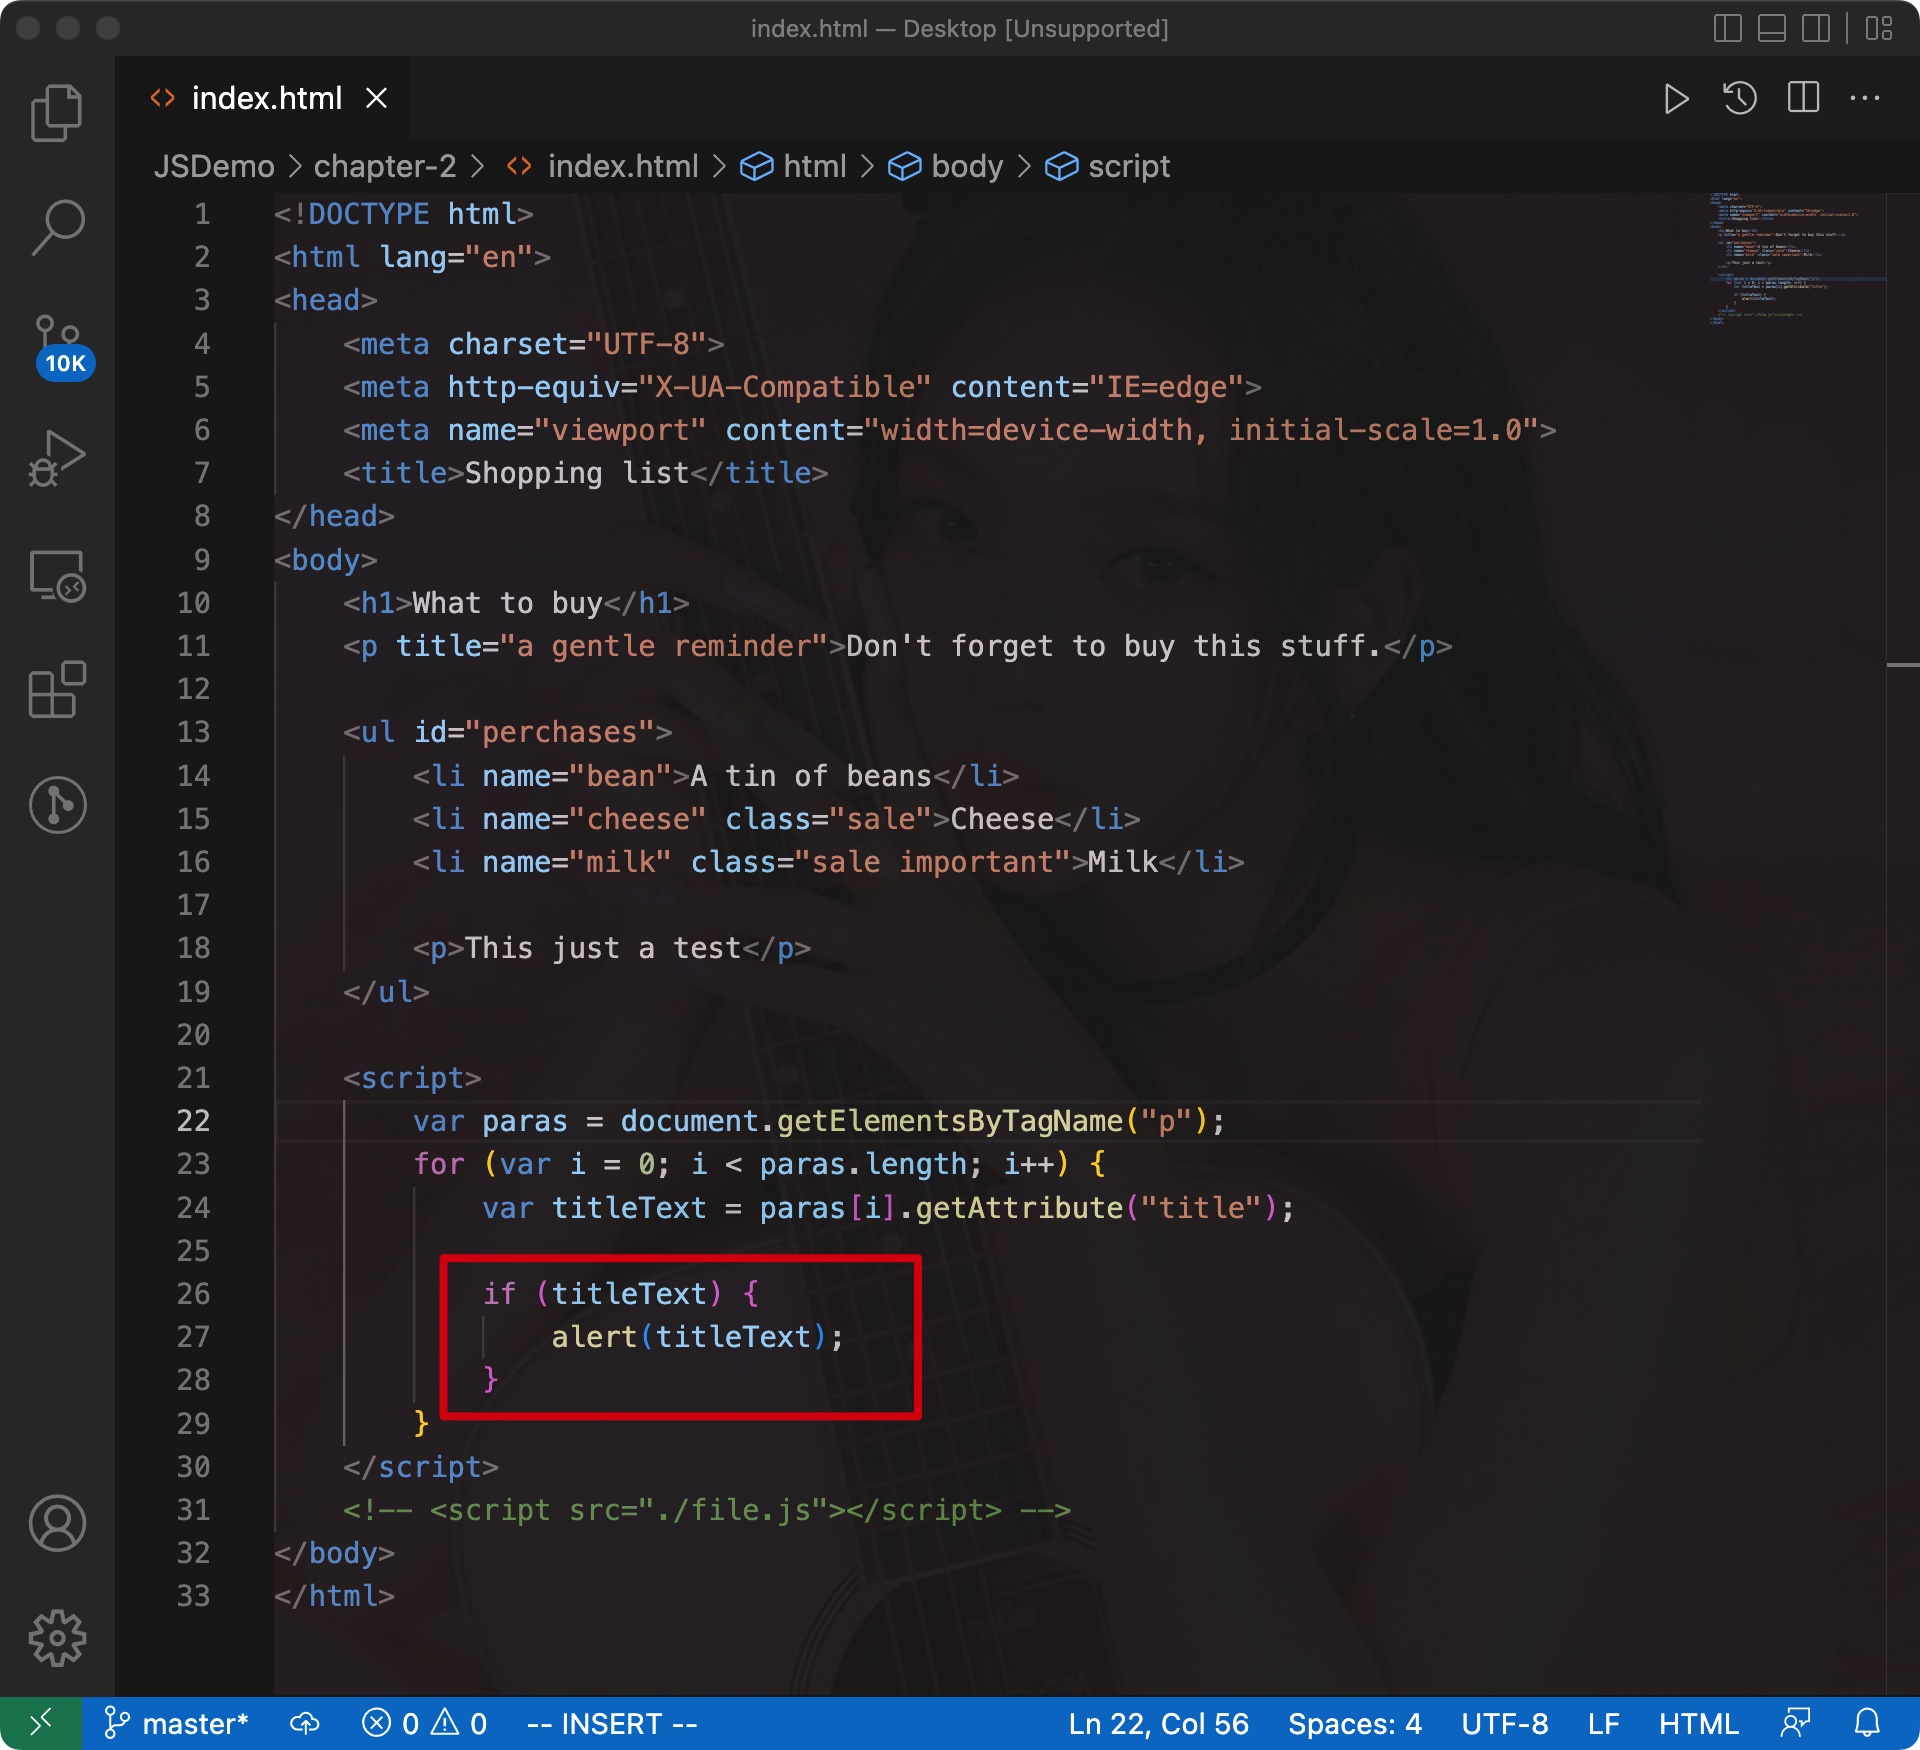 index.html — Desktop [Unsupported]
index.html
JSDemo > chapter-2 > index.html > html > body > script
10K
1 <!DOCTYPE html>
2 <html lang="en">
3 <head>
4 <meta charset="UTF-8">
5 <meta http-equiv="X-UA-Compatible" content="IE=edge">
6 <meta name="viewport" content="width=device-width, initial-scale=1.0">
7 <title>Shopping list</title>
8 </head>
9 <body>
10 <h1>What to buy</h1>
11 <p title="a gentle reminder">Don't forget to buy this stuff.</p>
12
13 <ul id="perchases">
14 <li name="bean">A tin of beans</li>
15 <li name="cheese" class="sale">Cheese</li>
16 <li name="milk" class="sale important">Milk</li>
17
18 <p>This just a test</p>
19 </ul>
20
21 <script>
22 var paras = document.getElementsByTagName("p");
23 for (var i = 0; i < paras.length; i++) {
24 var titleText = paras[i].getAttribute("title");
25
26 if (titleText) {
27 alert(titleText);
28 }
29 }
30 </script>
31 <!-- <script src="./file.js"></script> -->
32 </body>
33 </html>
master* 0 0 -- INSERT -- Ln 22, Col 56 Spaces: 4 UTF-8 LF HTML